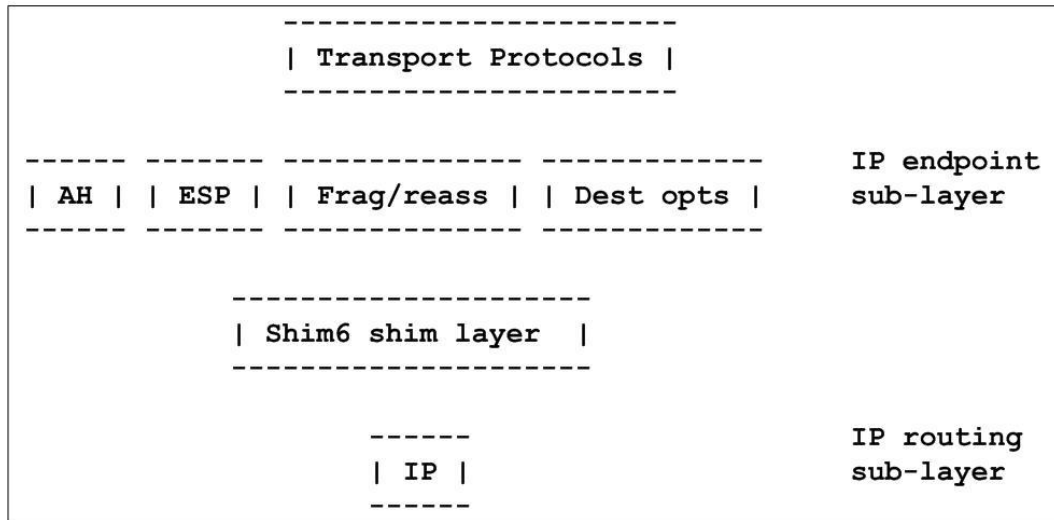 -----------------------
| Transport Protocols |
-----------------------
------ ------- -------------- ------------- IP endpoint
| AH | | ESP | | Frag/reass | | Dest opts | sub-layer
------ ------- -------------- -------------
---------------------
| Shim6 shim layer  |
---------------------
------ IP routing
| IP | sub-layer
------